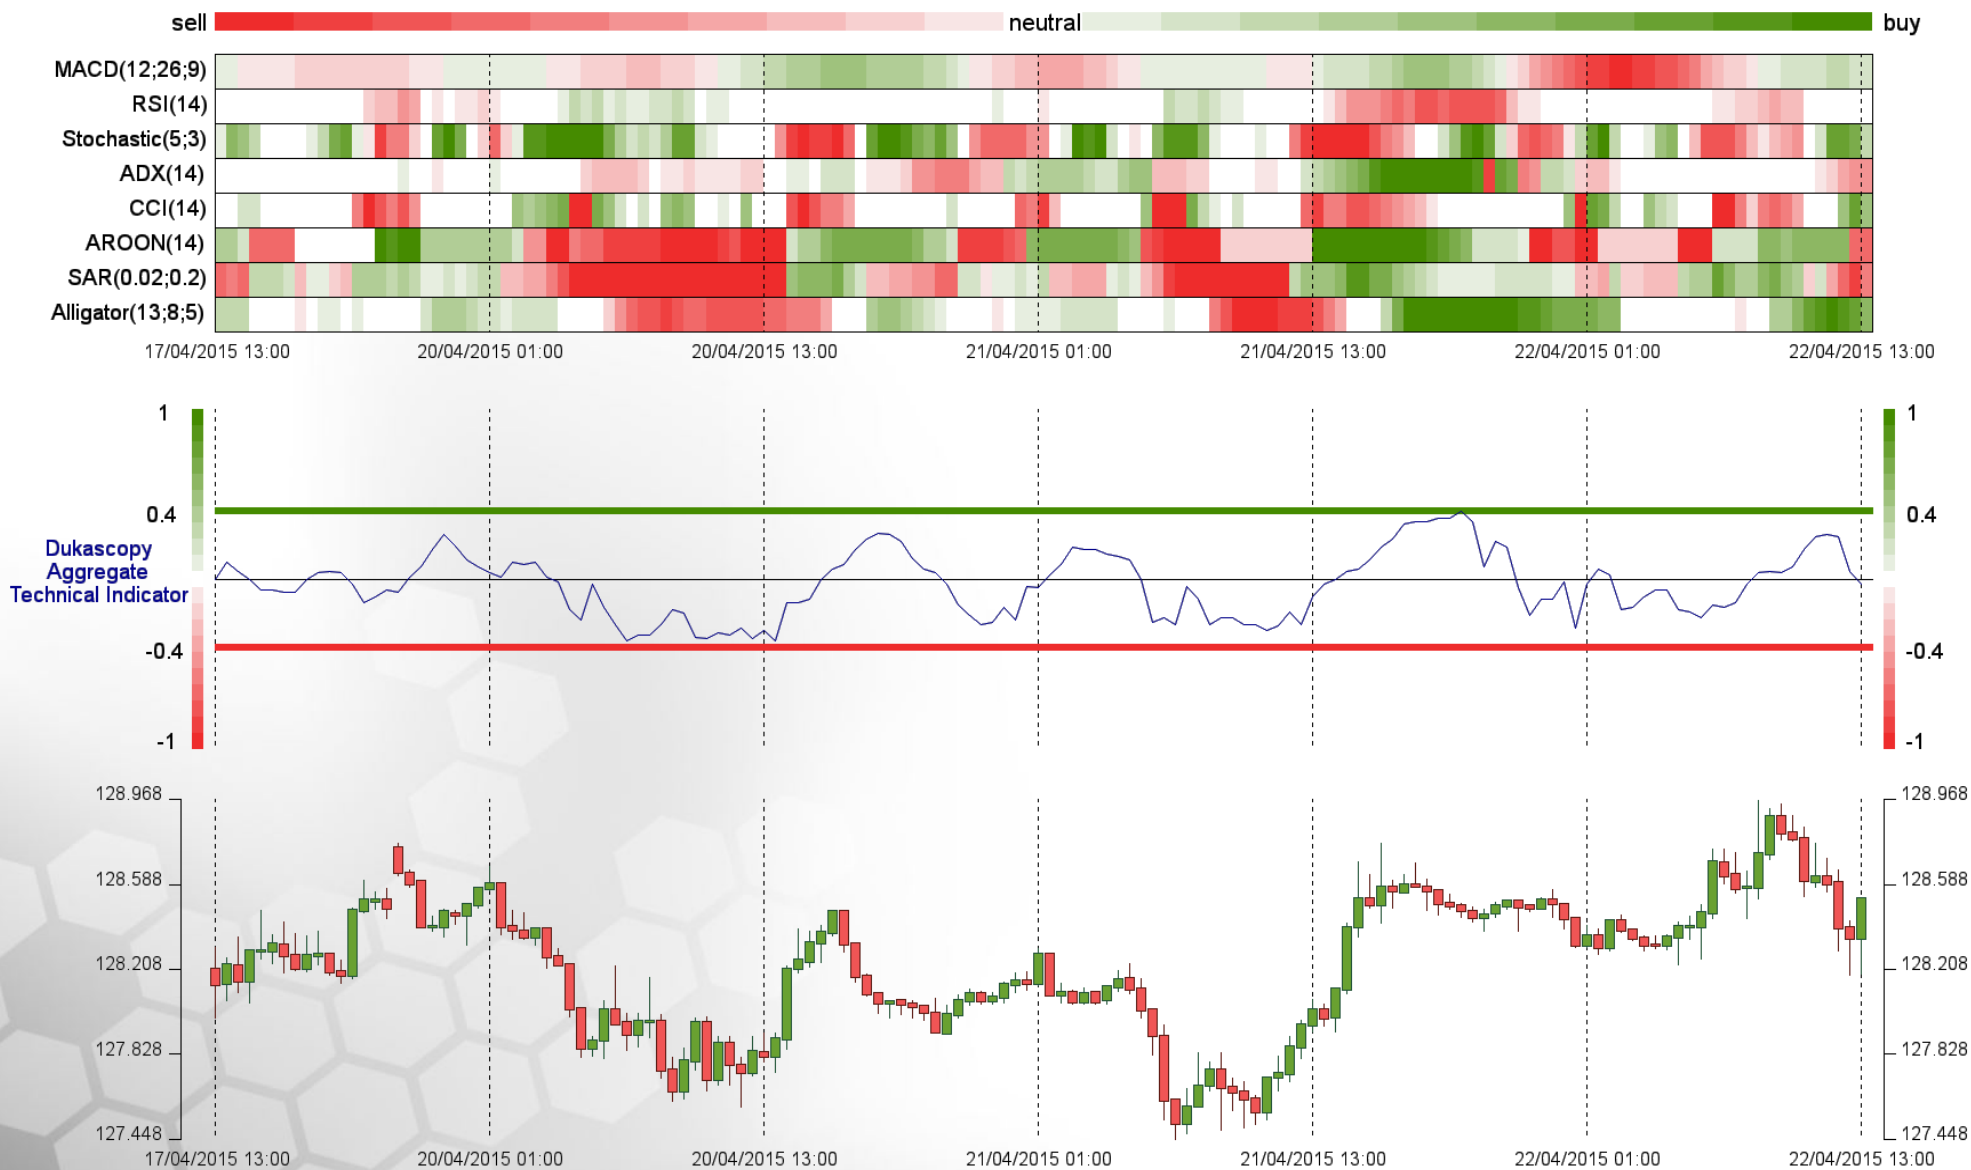 sell neutral buy
MACD(12;26;9)
RSI(14)
Stochastic(5;3)
ADX(14)
CCI(14)
AROON(14)
SAR(0.02;0.2)
Alligator(13;8;5)
17/04/2015 13:00 20/04/2015 01:00 20/04/2015 13:00 21/04/2015 01:00 21/04/2015 13:00 22/04/2015 01:00 22/04/2015 13:00
1 1
0.4 0.4
Dukascopy
Aggregate
Technical Indicator
-0.4 -0.4
-1 -1
128.968 128.968
128.588 128.588
128.208 128.208
127.828 127.828
127.448 127.448
17/04/2015 13:00 20/04/2015 01:00 20/04/2015 13:00 21/04/2015 01:00 21/04/2015 13:00 22/04/2015 01:00 22/04/2015 13:00